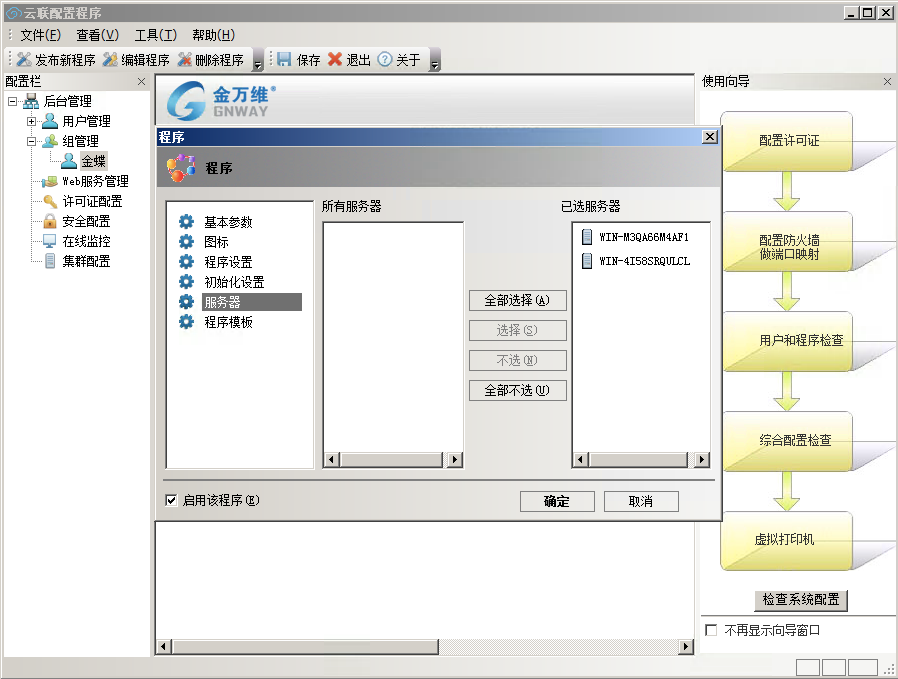 云联配置程序
文件(F) 查看(V) 工具(T) 帮助(H)
发布新程序 编辑程序 删除程序 保存 退出 关于
配置栏
后台管理
用户管理
组管理
金蝶
Web服务管理
许可证配置
安全配置
在线监控
集群配置
金万维®
GNWAY
程序
程序
基本参数
图标
程序设置
初始化设置
服务器
程序模板
所有服务器
全部选择(A)
选择(S)
不选(N)
全部不选(U)
已选服务器
WIN-M3QA66M4AF1
WIN-4I58SRQULCL
启用该程序(E)
确定 取消
使用向导
配置许可证
配置防火墙
做端口映射
用户和程序检查
综合配置检查
虚拟打印机
检查系统配置
不再显示向导窗口